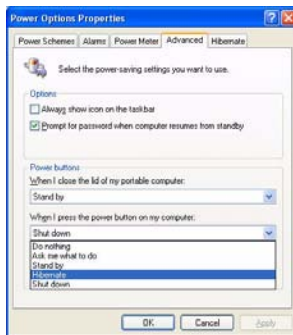 Power Options Properties
Power Schemes Alarms Power Meter Advanced Hibernate
Select the power-saving settings you want to use.
Options
Always show icon on the taskbar
Prompt for password when computer resumes from standby
Power buttons
When I close the lid of my portable computer:
Stand by
When I press the power button on my computer:
Shut down
Do nothing
Ask me what to do
Stand by
Hibernate
Shut down
OK Cancel Apply